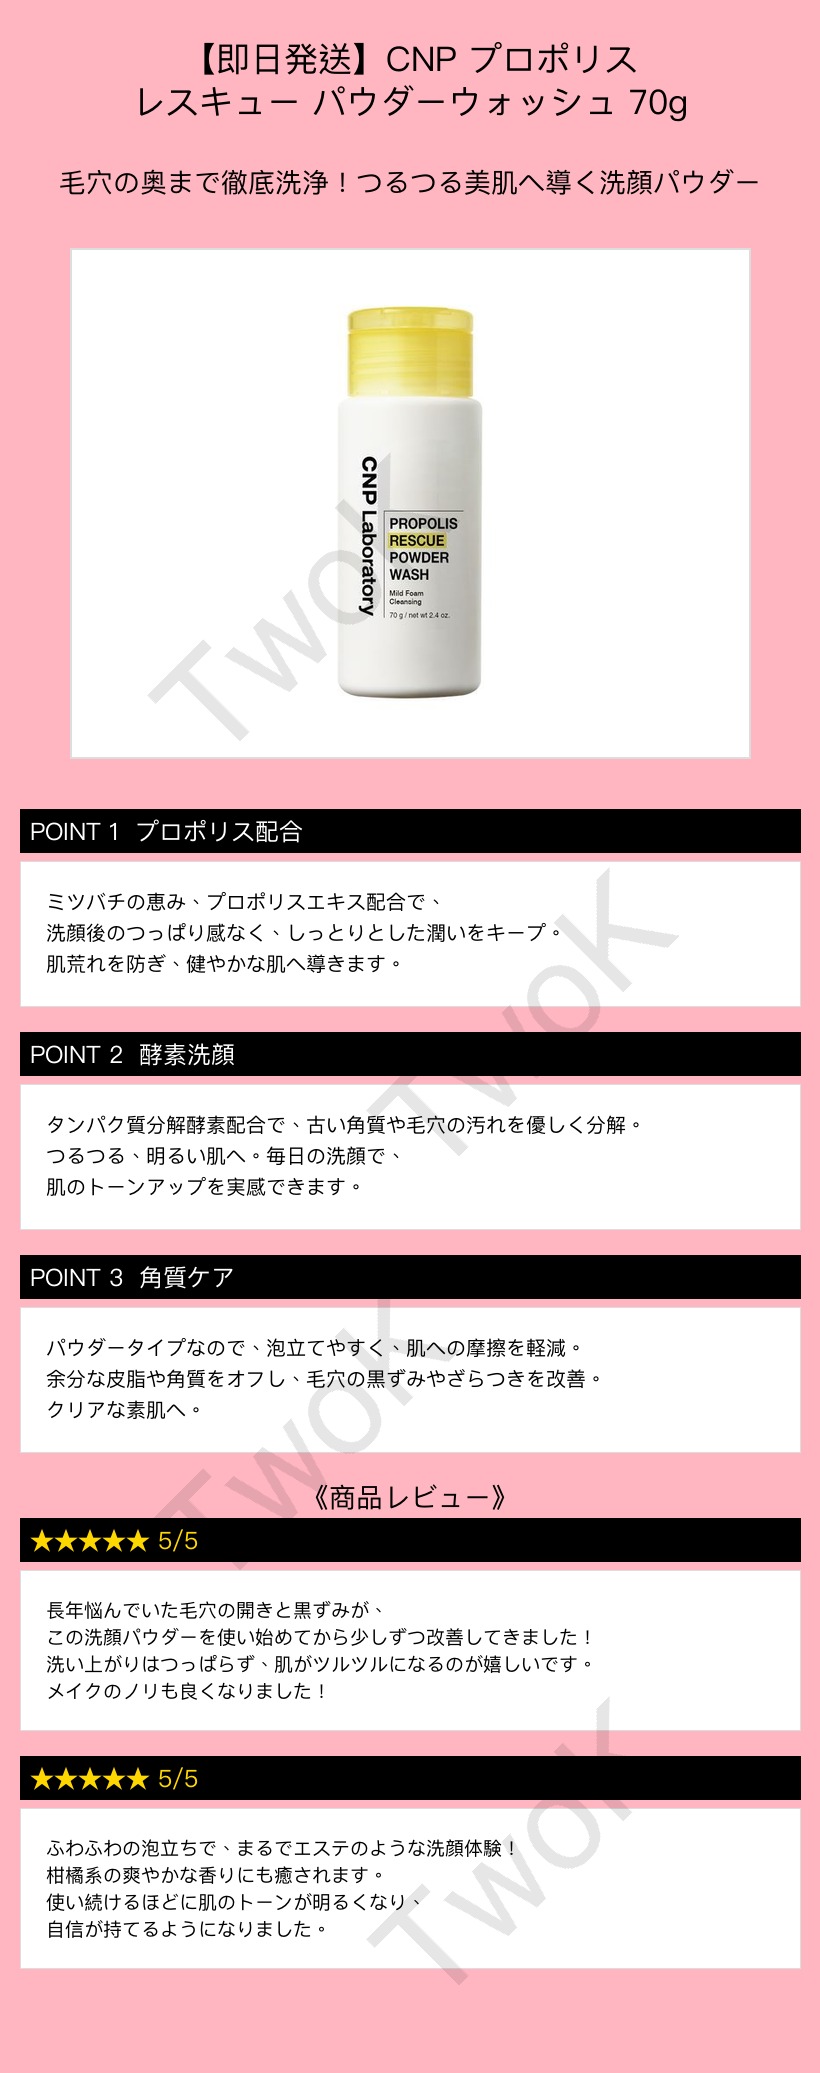 【即日発送】CNP プロポリス
レスキュー パウダーウォッシュ 70g
毛穴の奥まで徹底洗浄！つるつる美肌へ導く洗顔パウダー
CNP Laboratory
PROPOLIS
RESCUE
POWDER
WASH
Mild Foam
Cleansing
70 g / net wt 2.4 oz.
TwoK
POINT 1 プロポリス配合
ミツバチの恵み、プロポリスエキス配合で、
洗顔後のつっぱり感なく、しっとりとした潤いをキープ。
肌荒れを防ぎ、健やかな肌へ導きます。
TwoK
POINT 2 酵素洗顔
タンパク質分解酵素配合で、古い角質や毛穴の汚れを優しく分解。
つるつる、明るい肌へ。毎日の洗顔で、
肌のトーンアップを実感できます。
POINT 3 角質ケア
パウダータイプなので、泡立てやすく、肌への摩擦を軽減。
余分な皮脂や角質をオフし、毛穴の黒ずみやざらつきを改善。
クリアな素肌へ。
TwoK
《商品レビュー》
★★★★★ 5/5
長年悩んでいた毛穴の開きと黒ずみが、
この洗顔パウダーを使い始めてから少しずつ改善してきました！
洗い上がりはつっぱらず、肌がツルツルになるのが嬉しいです。
メイクのノリも良くなりました！
★★★★★ 5/5
ふわふわの泡立ちで、まるでエステのような洗顔体験！
柑橘系の爽やかな香りにも癒されます。
使い続けるほどに肌のトーンが明るくなり、
自信が持てるようになりました。
TwoK